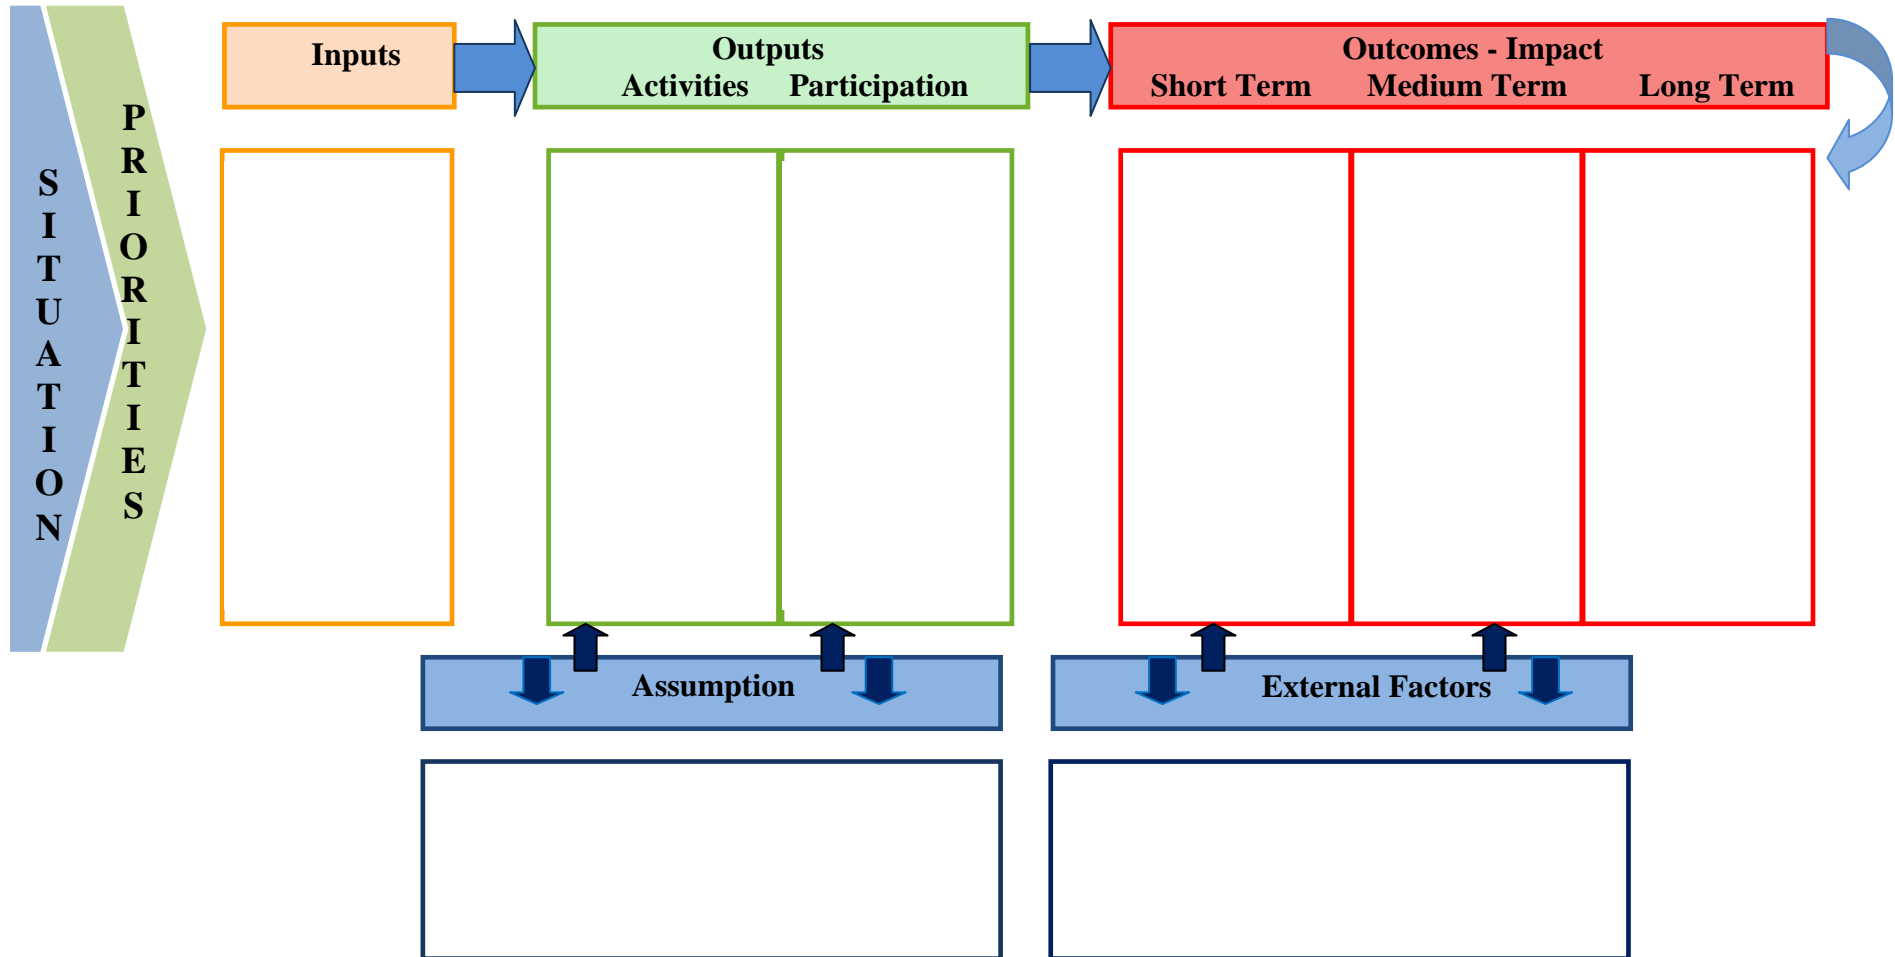 SITUATION
PRIORITIES
Inputs
Outputs
Activities Participation
Outcomes - Impact
Short Term Medium Term Long Term
Assumption
External Factors